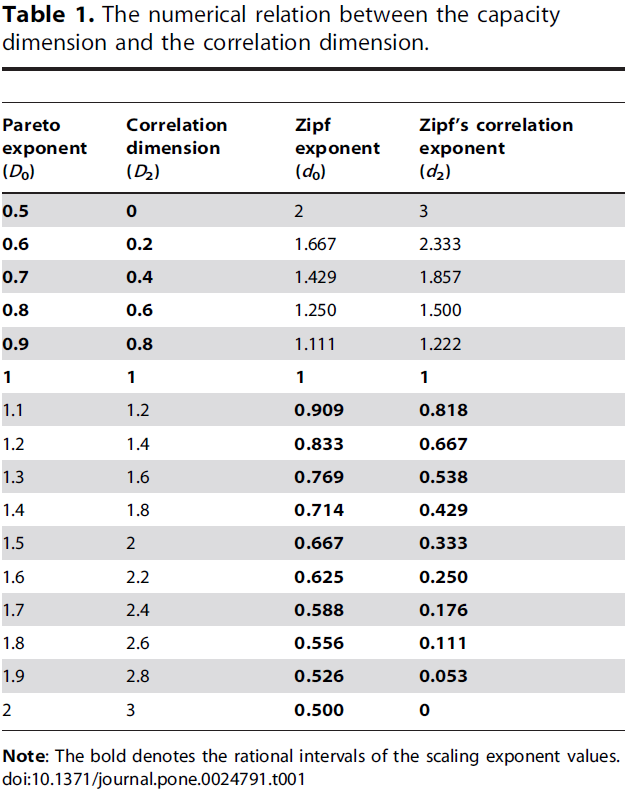 Table 1. The numerical relation between the capacity
dimension and the correlation dimension.
Pareto exponent (D0) Correlation dimension (D2) Zipf exponent (d0) Zipf's correlation exponent (d2)
0.5 0 2 3
0.6 0.2 1.667 2.333
0.7 0.4 1.429 1.857
0.8 0.6 1.250 1.500
0.9 0.8 1.111 1.222
1 1 1 1
1.1 1.2 0.909 0.818
1.2 1.4 0.833 0.667
1.3 1.6 0.769 0.538
1.4 1.8 0.714 0.429
1.5 2 0.667 0.333
1.6 2.2 0.625 0.250
1.7 2.4 0.588 0.176
1.8 2.6 0.556 0.111
1.9 2.8 0.526 0.053
2 3 0.500 0
Note: The bold denotes the rational intervals of the scaling exponent values.
doi:10.1371/journal.pone.0024791.t001